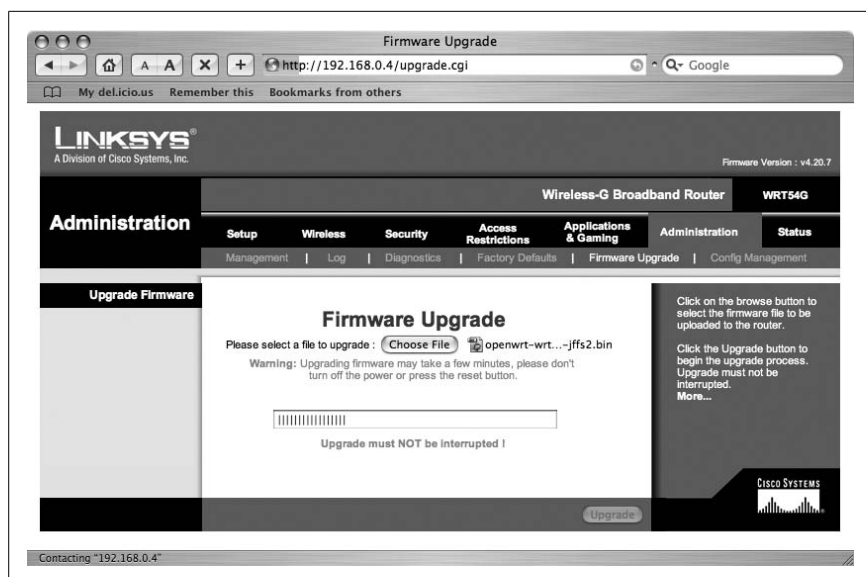 Firmware Upgrade
A A X + http://192.168.0.4/upgrade.cgi Q Google
My del.icio.us Remember this Bookmarks from others
LINKSYS®
A Division of Cisco Systems, Inc.
Firmware Version : v4.20.7
Wireless-G Broadband Router WRT54G
Administration
Setup Wireless Security Access Restrictions Applications & Gaming Administration Status
Management | Log | Diagnostics | Factory Defaults | Firmware Upgrade | Config Management
Upgrade Firmware
Firmware Upgrade
Please select a file to upgrade : Choose File openwrt-wrt...-jffs2.bin
Warning: Upgrading firmware may take a few minutes, please don't
turn off the power or press the reset button.
Upgrade must NOT be interrupted !
Click on the browse button to
select the firmware file to be
uploaded to the router.
Click the Upgrade button to
begin the upgrade process.
Upgrade must not be
interrupted.
More...
CISCO SYSTEMS
Upgrade
Contacting "192.168.0.4"